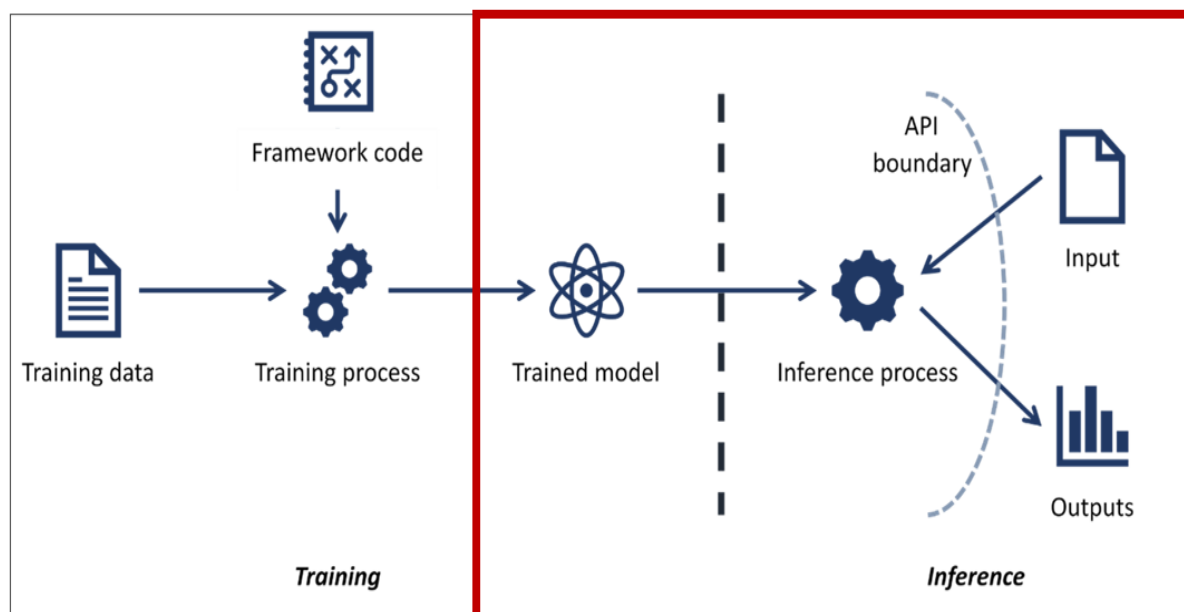 Framework code
API
boundary
Input
Training data
Training process
Trained model
Inference process
Outputs
Training
Inference